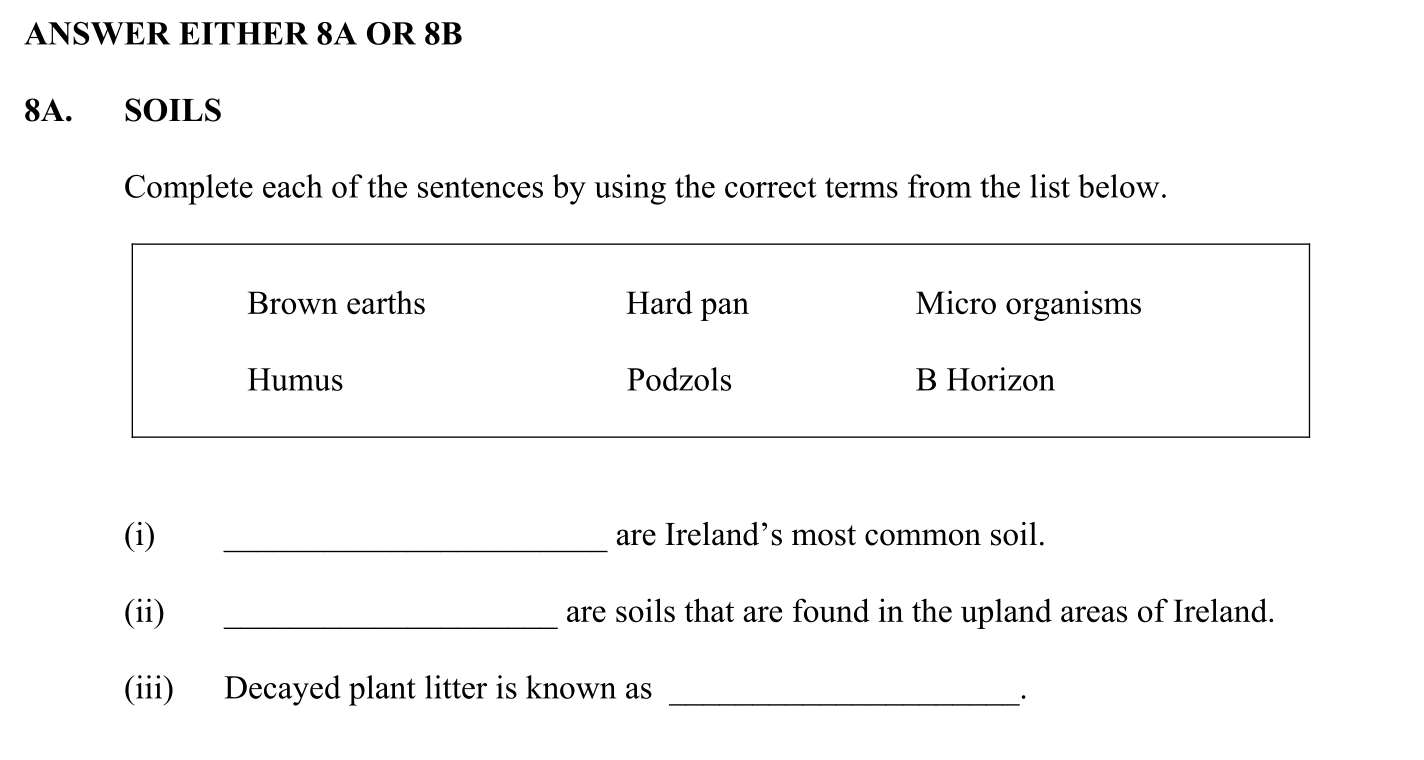 ANSWER EITHER 8A OR 8B
8A. SOILS
Complete each of the sentences by using the correct terms from the list below.
Brown earths Hard pan Micro organisms
Humus Podzols B Horizon
(i) _______________________ are Ireland’s most common soil.
(ii) ____________________ are soils that are found in the upland areas of Ireland.
(iii) Decayed plant litter is known as _____________________.